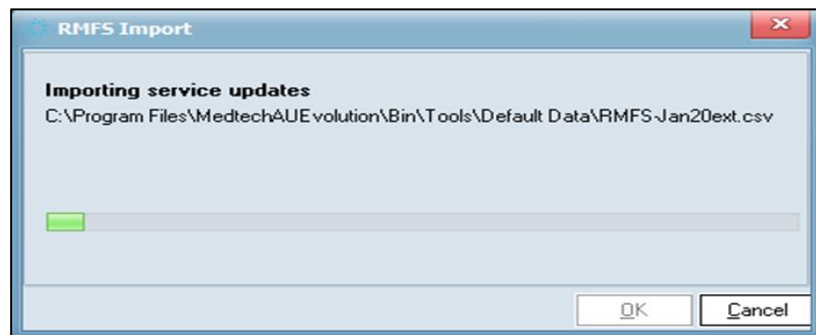 RMFS Import
Importing service updates
C:\Program Files\MedtechAUEvolution\Bin\Tools\Default Data\RMFS-Jan20ext.csv
OK
Cancel